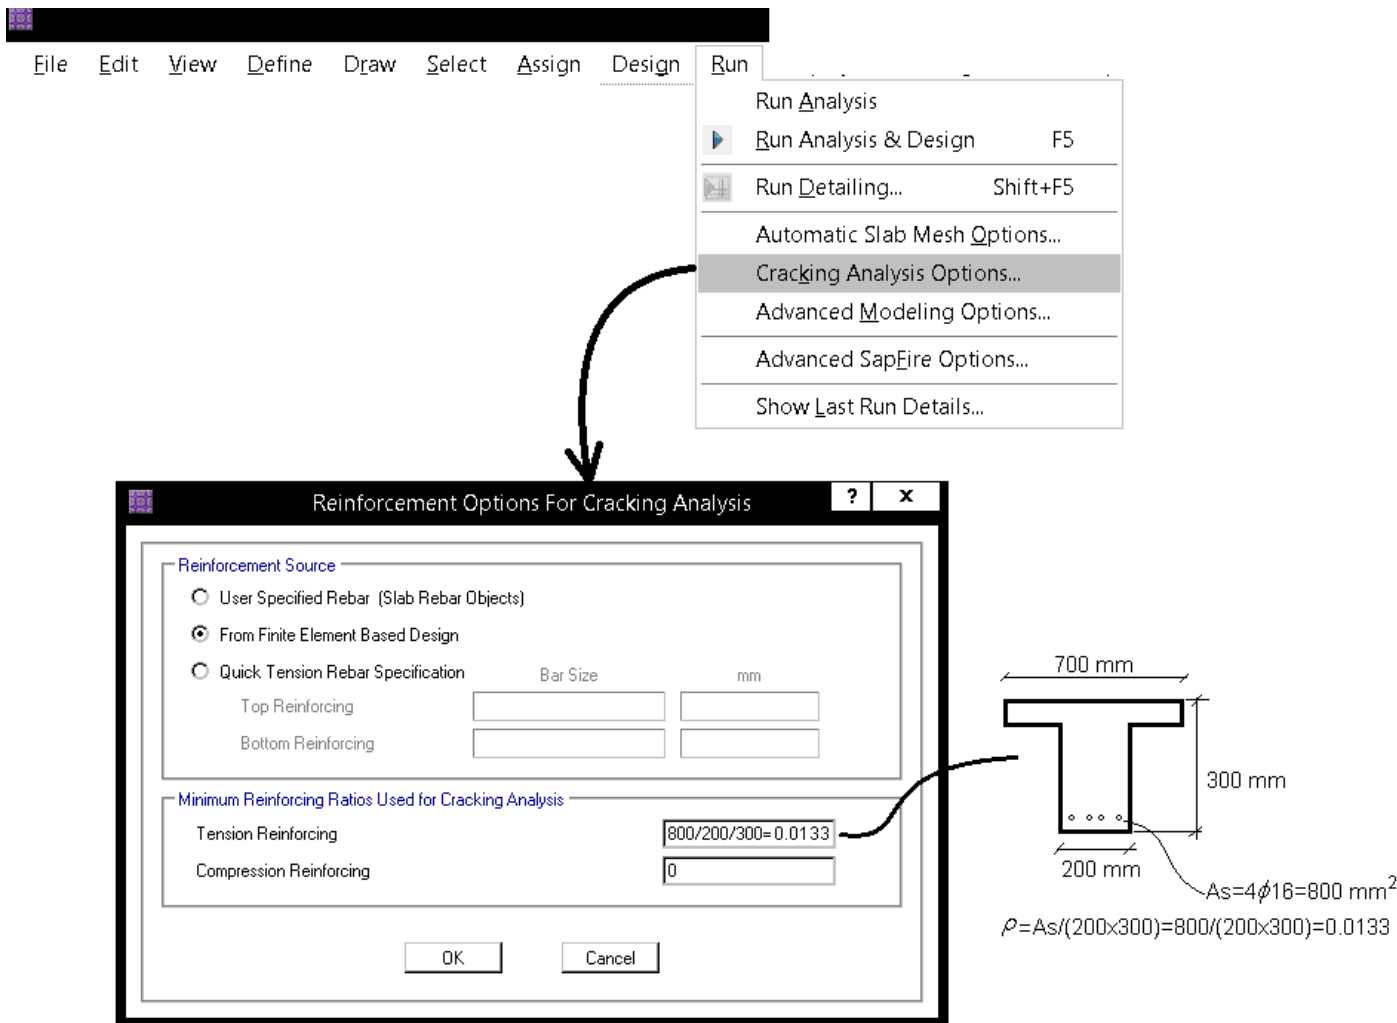 File Edit View Define Draw Select Assign Design Run
Run Analysis
Run Analysis & Design F5
Run Detailing... Shift+F5
Automatic Slab Mesh Options...
Cracking Analysis Options...
Advanced Modeling Options...
Advanced SapFire Options...
Show Last Run Details...
Reinforcement Options For Cracking Analysis ? x
Reinforcement Source
User Specified Rebar (Slab Rebar Objects)
From Finite Element Based Design
Quick Tension Rebar Specification Bar Size mm
Top Reinforcing
Bottom Reinforcing
Minimum Reinforcing Ratios Used for Cracking Analysis
Tension Reinforcing 800/200/300=0.0133
Compression Reinforcing 0
OK Cancel
700 mm
300 mm
200 mm
As=4ϕ16=800 mm²
ρ=As/(200x300)=800/(200x300)=0.0133